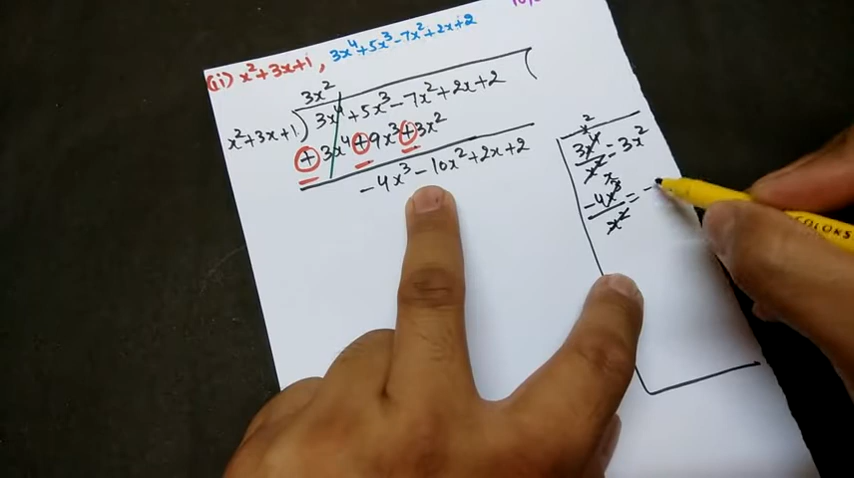 (ii) x²+3x+1, 3x⁴+5x³-7x²+2x+2
3x²
x²+3x+1) 3x⁴+5x³-7x²+2x+2 (
+3x⁴+9x³+3x²
- - -
-4x³-10x²+2x+2
3x⁴/x² = 3x²
-4x³/x² = -
COLORS